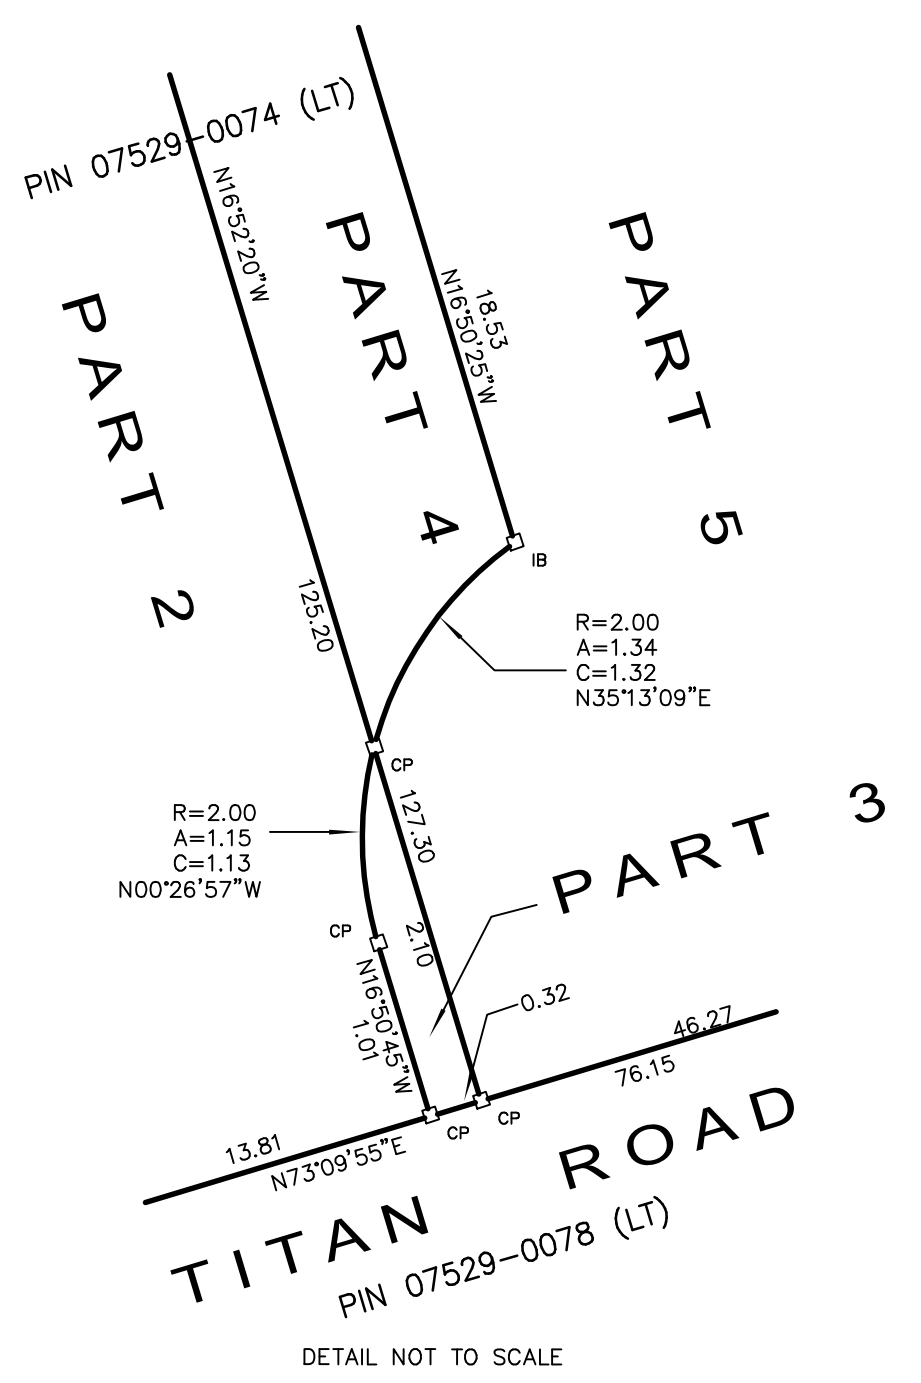 PIN 07529-0074 (LT)
N16°52'20"W
PART 2
PART 4
PART 5
18.53
N16°50'25"W
IB
125.20
R=2.00
A=1.34
C=1.32
N35°13'09"E
CP
127.30
R=2.00
A=1.15
C=1.13
N00°26'57"W
PART 3
CP
2.10
N16°50'45"W
1.01
0.32
46.27
76.15
CP
CP
13.81
N73°09'55"E
TITAN ROAD
PIN 07529-0078 (LT)
DETAIL NOT TO SCALE